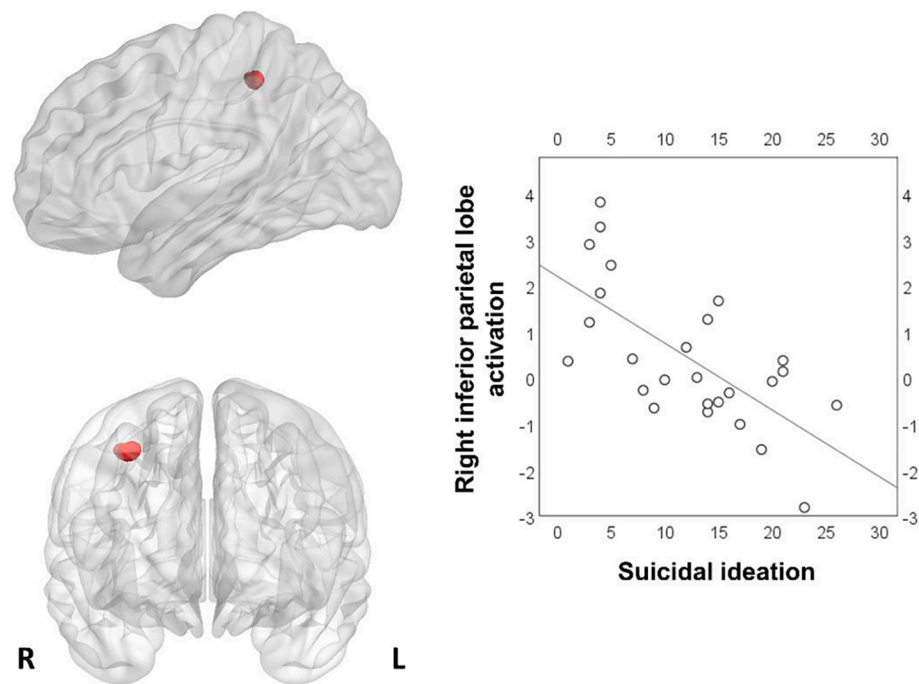 0 5 10 15 20 25 30
Right inferior parietal lobe
activation
4 4
3 3
2 2
1 1
0 0
-1 -1
-2 -2
-3 -3
0 5 10 15 20 25 30
Suicidal ideation
R L